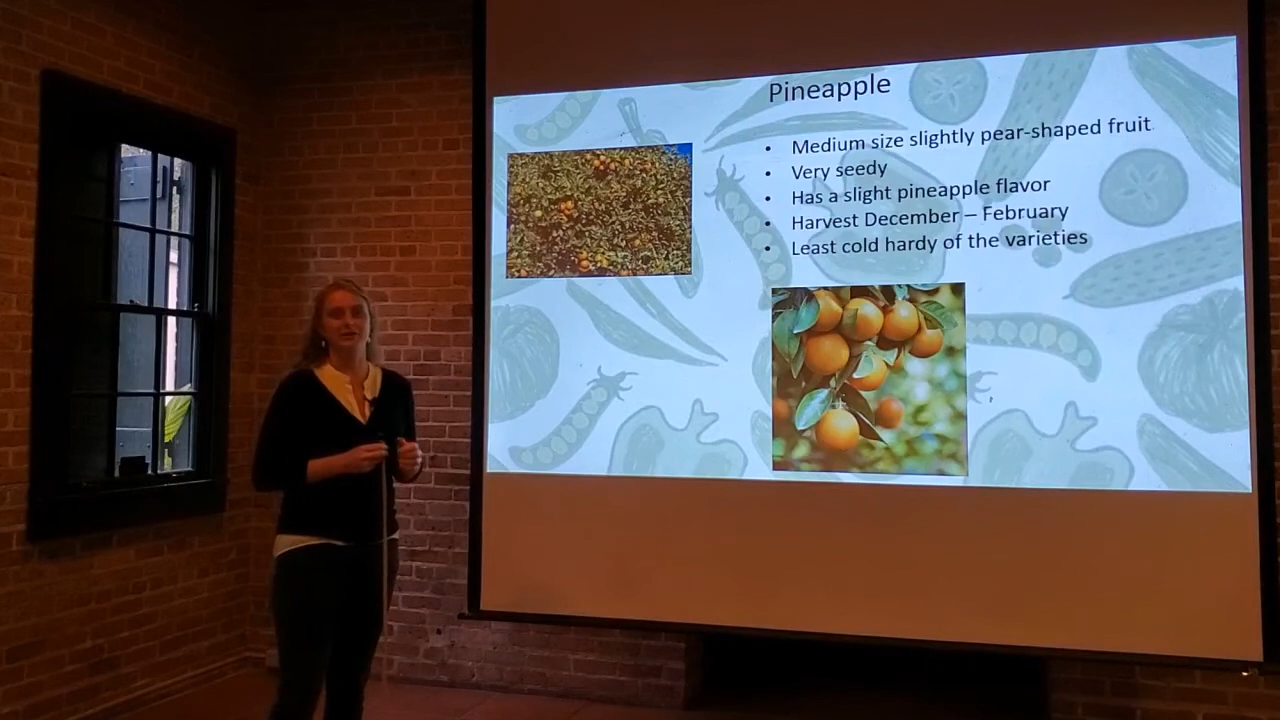 Pineapple
• Medium size slightly pear-shaped fruit
• Very seedy
• Has a slight pineapple flavor
• Harvest December – February
• Least cold hardy of the varieties